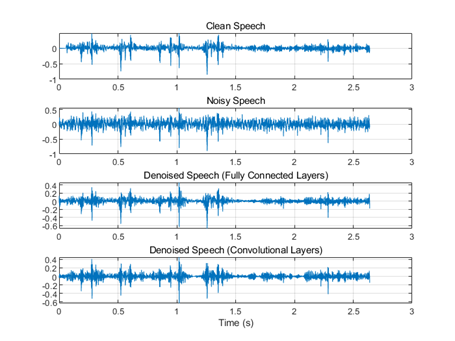 Clean Speech
0
-0.5
-1
0 0.5 1 1.5 2 2.5 3
Noisy Speech
0.5
0
-0.5
-1
0 0.5 1 1.5 2 2.5 3
Denoised Speech (Fully Connected Layers)
0.4
0.2
0
-0.2
-0.4
-0.6
0 0.5 1 1.5 2 2.5 3
Denoised Speech (Convolutional Layers)
0.4
0.2
0
-0.2
-0.4
-0.6
0 0.5 1 1.5 2 2.5 3
Time (s)